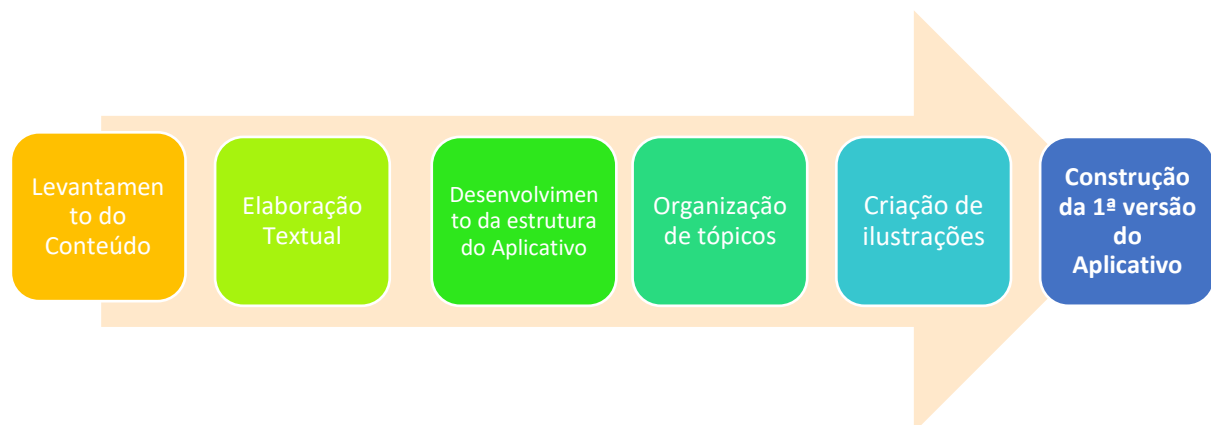 Levantamen
to do
Conteúdo
Elaboração
Textual
Desenvolvimen
to da estrutura
do Aplicativo
Organização
de tópicos
Criação de
ilustrações
Construção
da 1ª versão
do
Aplicativo